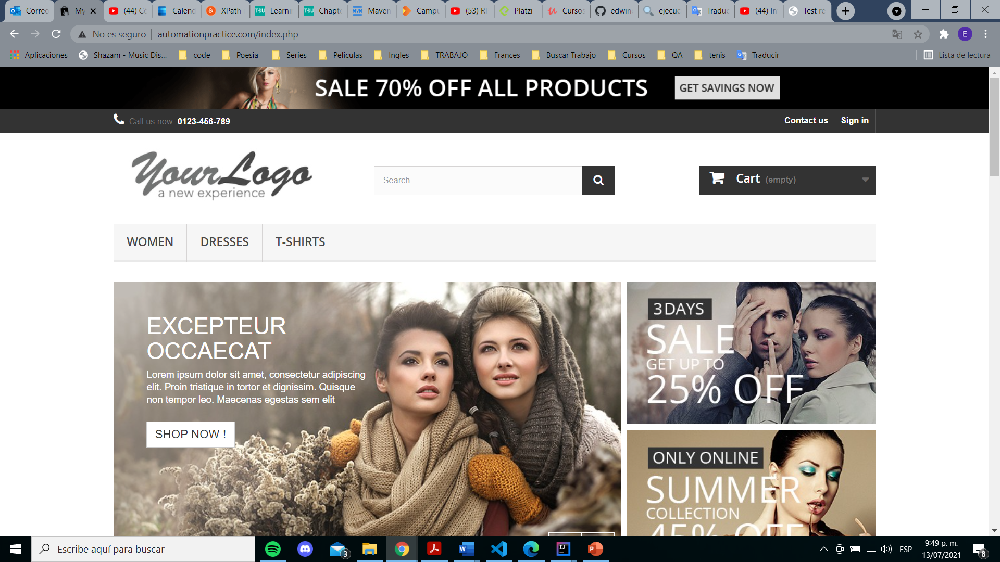 Correc
My
(44) Co
Calenc
XPath i
Learnin
Chapte
Maven
Campu
(53) RF
Platzi
Cursos
edwin
ejecuc
Traduc
(44) In
Test re
No es seguro
automationpractice.com/index.php
E
Aplicaciones
Shazam - Music Dis...
code
Poesia
Series
Peliculas
Ingles
TRABAJO
Frances
Buscar Trabajo
Cursos
QA
tenis
Traducir
Lista de lectura
SALE 70% OFF ALL PRODUCTS
GET SAVINGS NOW
Call us now: 0123-456-789
Contact us
Sign in
YourLogo
a new experience
Search
Cart (empty)
WOMEN
DRESSES
T-SHIRTS
EXCEPTEUR
OCCAECAT
Lorem ipsum dolor sit amet, consectetur adipiscing
elit. Proin tristique in tortor et dignissim. Quisque
non tempor leo. Maecenas egestas sem elit
SHOP NOW !
3 DAYS
SALE
GET UP TO
25% OFF
ONLY ONLINE
SUMMER
COLLECTION
45% OFF
Escribe aquí para buscar
3
ESP
9:49 p. m.
13/07/2021
8